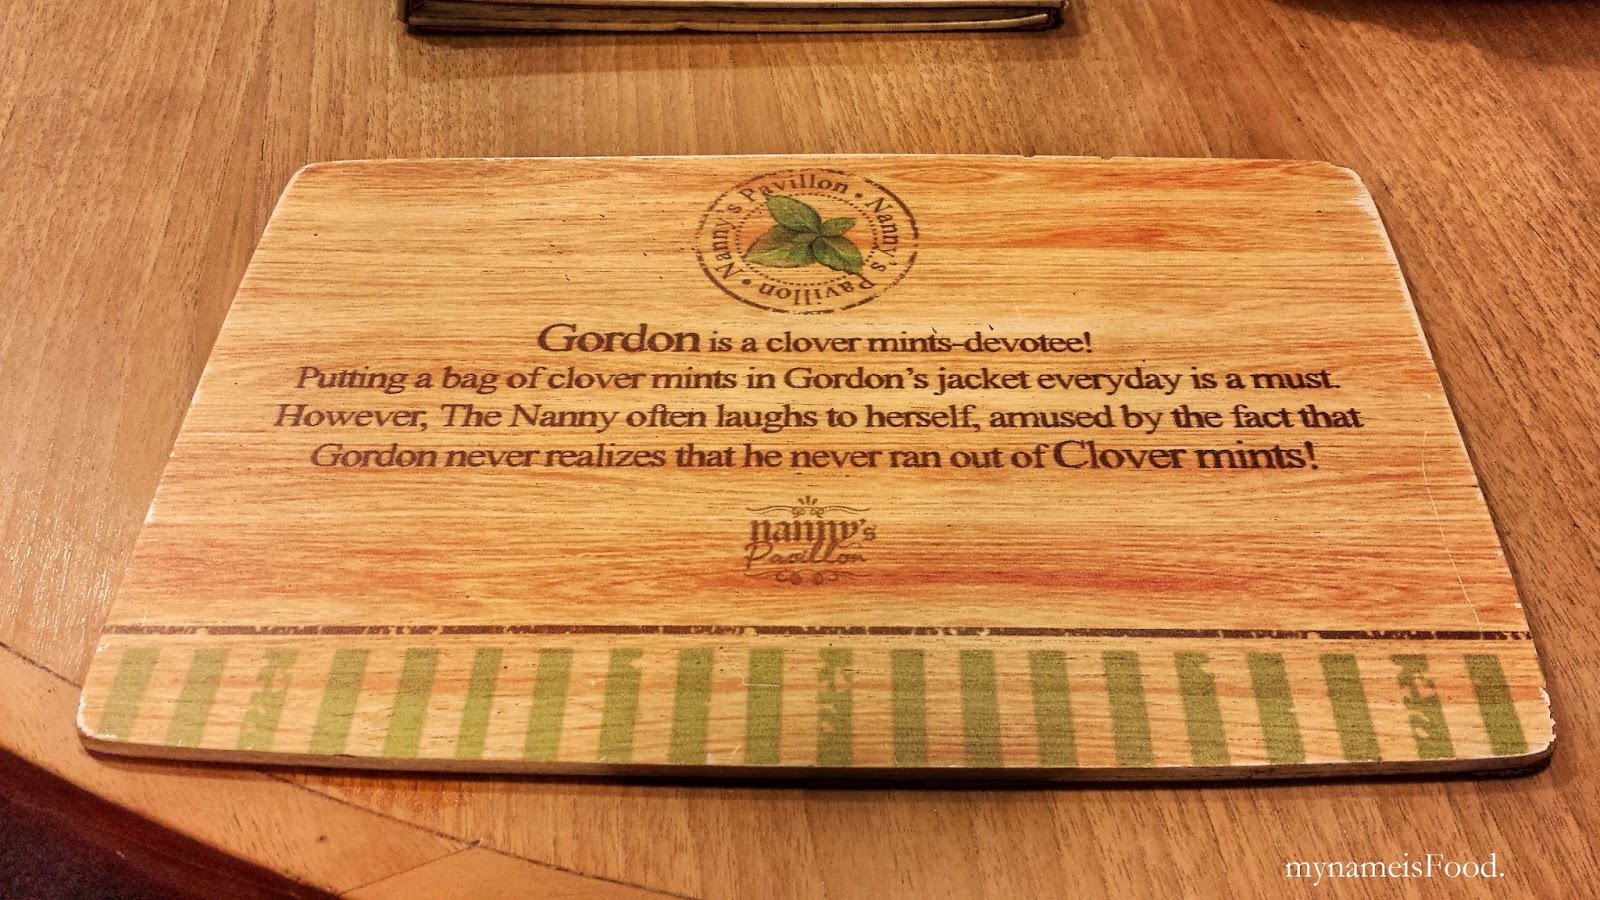 Nanny's Pavillon • Nanny's Pavillon •
Gordon is a clover mints-devotee!
Putting a bag of clover mints in Gordon's jacket everyday is a must.
However, The Nanny often laughs to herself, amused by the fact that
Gordon never realizes that he never ran out of Clover mints!
nanny's
Pavillon
mynameisFood.